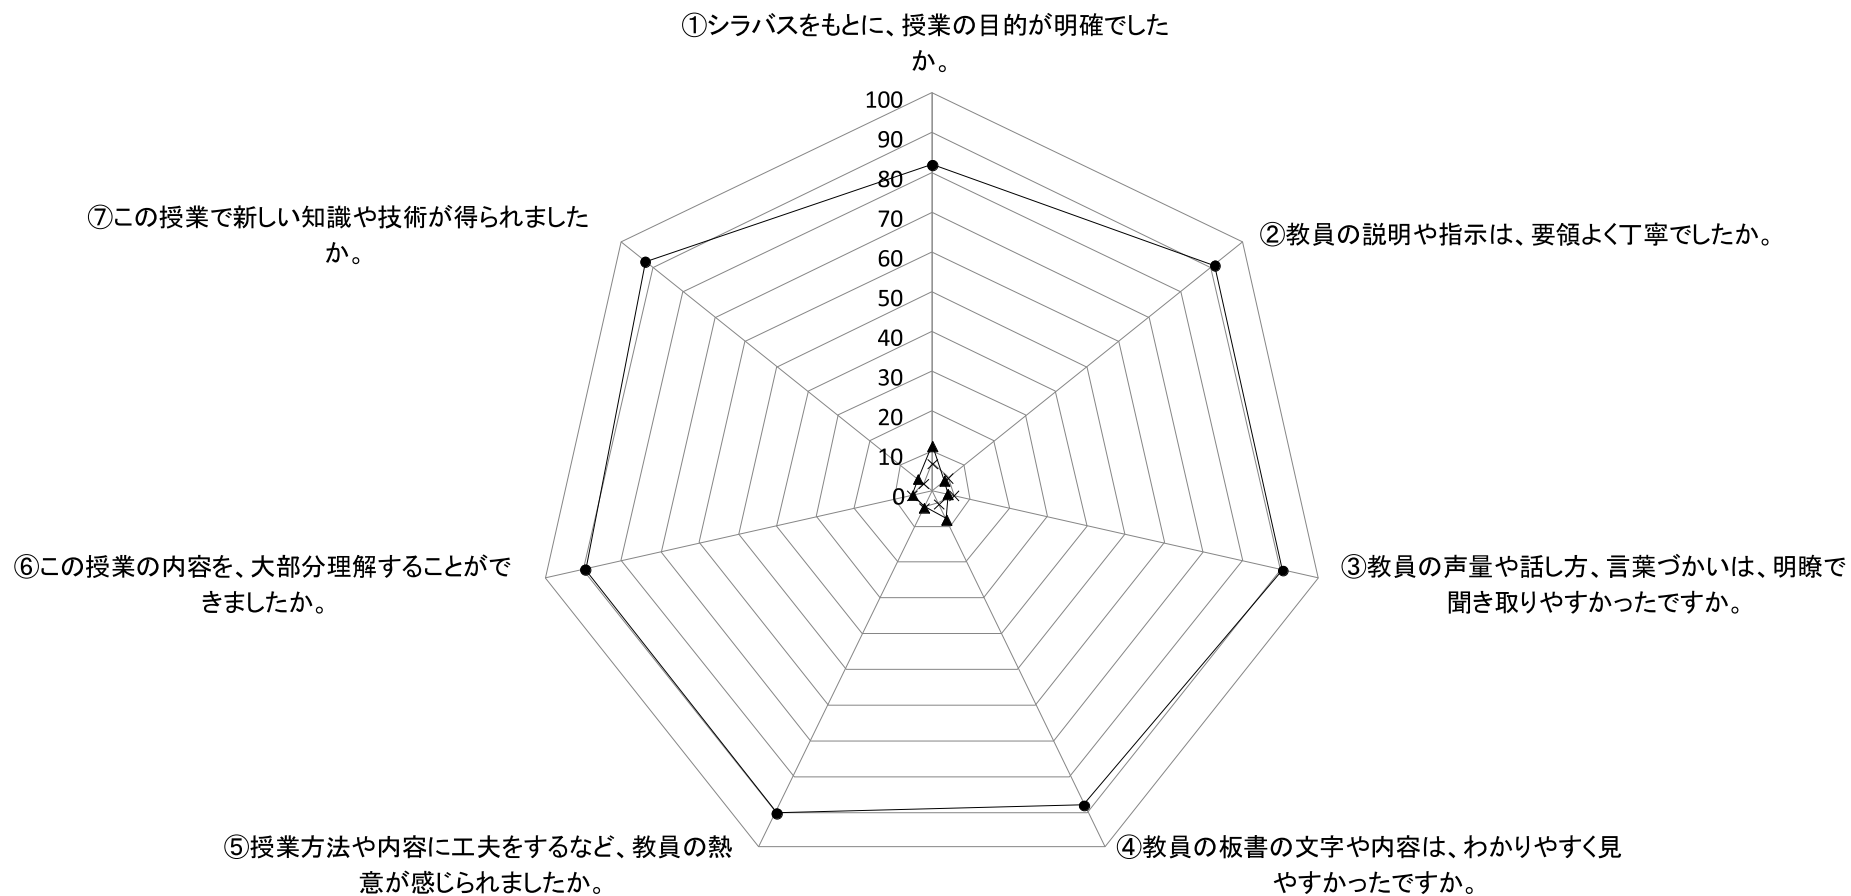 ①シラバスをもとに、授業の目的が明確でした
か。
100
90
80
70
60
50
40
30
20
10
0
②教員の説明や指示は、要領よく丁寧でしたか。
③教員の声量や話し方、言葉づかいは、明瞭で
聞き取りやすかったですか。
④教員の板書の文字や内容は、わかりやすく見
やすかったですか。
⑤授業方法や内容に工夫をするなど、教員の熱
意が感じられましたか。
⑥この授業の内容を、大部分理解することがで
きましたか。
⑦この授業で新しい知識や技術が得られました
か。